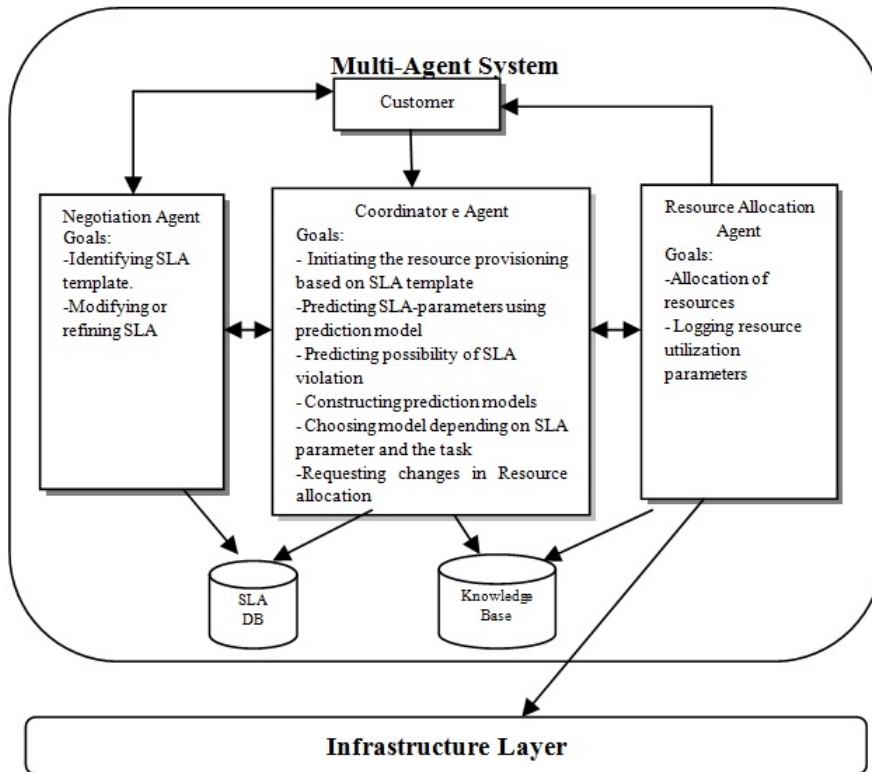 Multi-Agent System
Customer
Negotiation Agent
Goals:
-Identifying SLA
template.
-Modifying or
refining SLA
Coordinator e Agent
Goals:
- Initiating the resource provisioning
based on SLA template
-Predicting SLA-parameters using
prediction model
-Predicting possibility of SLA
violation
-Constructing prediction models
-Choosing model depending on SLA
parameter and the task
-Requesting changes in Resource
allocation
Resource Allocation
Agent
Goals:
-Allocation of
resources
- Logging resource
utilization
parameters
SLA
DB
Knowledge
Base
Infrastructure Layer